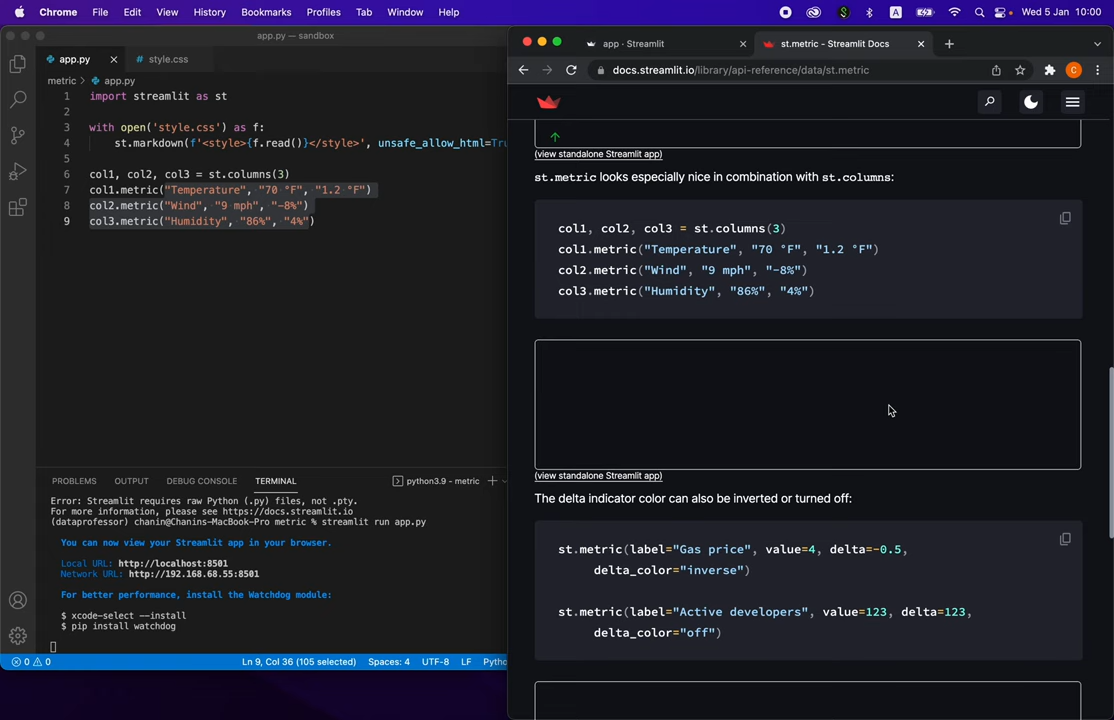 Chrome File Edit View History Bookmarks Profiles Tab Window Help
A Wed 5 Jan 10:00
app.py — sandbox
app.py
style.css
metric > app.py
1 import streamlit as st
2
3 with open('style.css') as f:
4 st.markdown(f'<style>{f.read()}</style>', unsafe_allow_html=Tru
5
6 col1, col2, col3 = st.columns(3)
7 col1.metric("Temperature", "70 °F", "1.2 °F")
8 col2.metric("Wind", "9 mph", "-8%")
9 col3.metric("Humidity", "86%", "4%")
PROBLEMS OUTPUT DEBUG CONSOLE TERMINAL
python3.9 - metric
Error: Streamlit requires raw Python (.py) files, not .pty.
For more information, please see https://docs.streamlit.io
(dataprofessor) chanin@Chanins-MacBook-Pro metric % streamlit run app.py
You can now view your Streamlit app in your browser.
Local URL: http://localhost:8501
Network URL: http://192.168.68.55:8501
For better performance, install the Watchdog module:
$ xcode-select --install
$ pip install watchdog
0 0 Ln 9, Col 36 (105 selected) Spaces: 4 UTF-8 LF Pytho
app · Streamlit
st.metric - Streamlit Docs
docs.streamlit.io/library/api-reference/data/st.metric
C
(view standalone Streamlit app)
st.metric looks especially nice in combination with st.columns:
col1, col2, col3 = st.columns(3)
col1.metric("Temperature", "70 °F", "1.2 °F")
col2.metric("Wind", "9 mph", "-8%")
col3.metric("Humidity", "86%", "4%")
(view standalone Streamlit app)
The delta indicator color can also be inverted or turned off:
st.metric(label="Gas price", value=4, delta=-0.5,
delta_color="inverse")
st.metric(label="Active developers", value=123, delta=123,
delta_color="off")